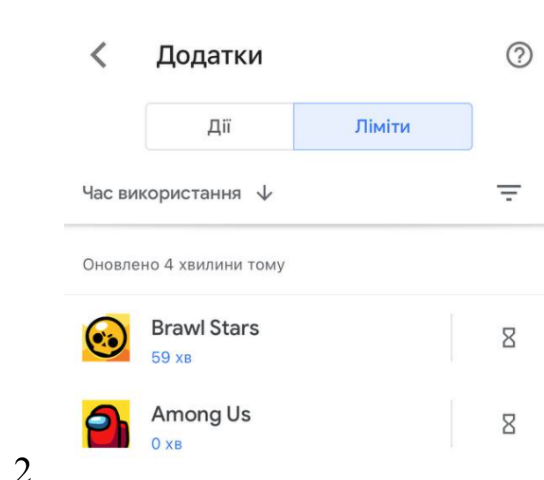 Додатки
Дії
Ліміти
Час використання
Оновлено 4 хвилини тому
Brawl Stars
59 хв
Among Us
0 хв
2